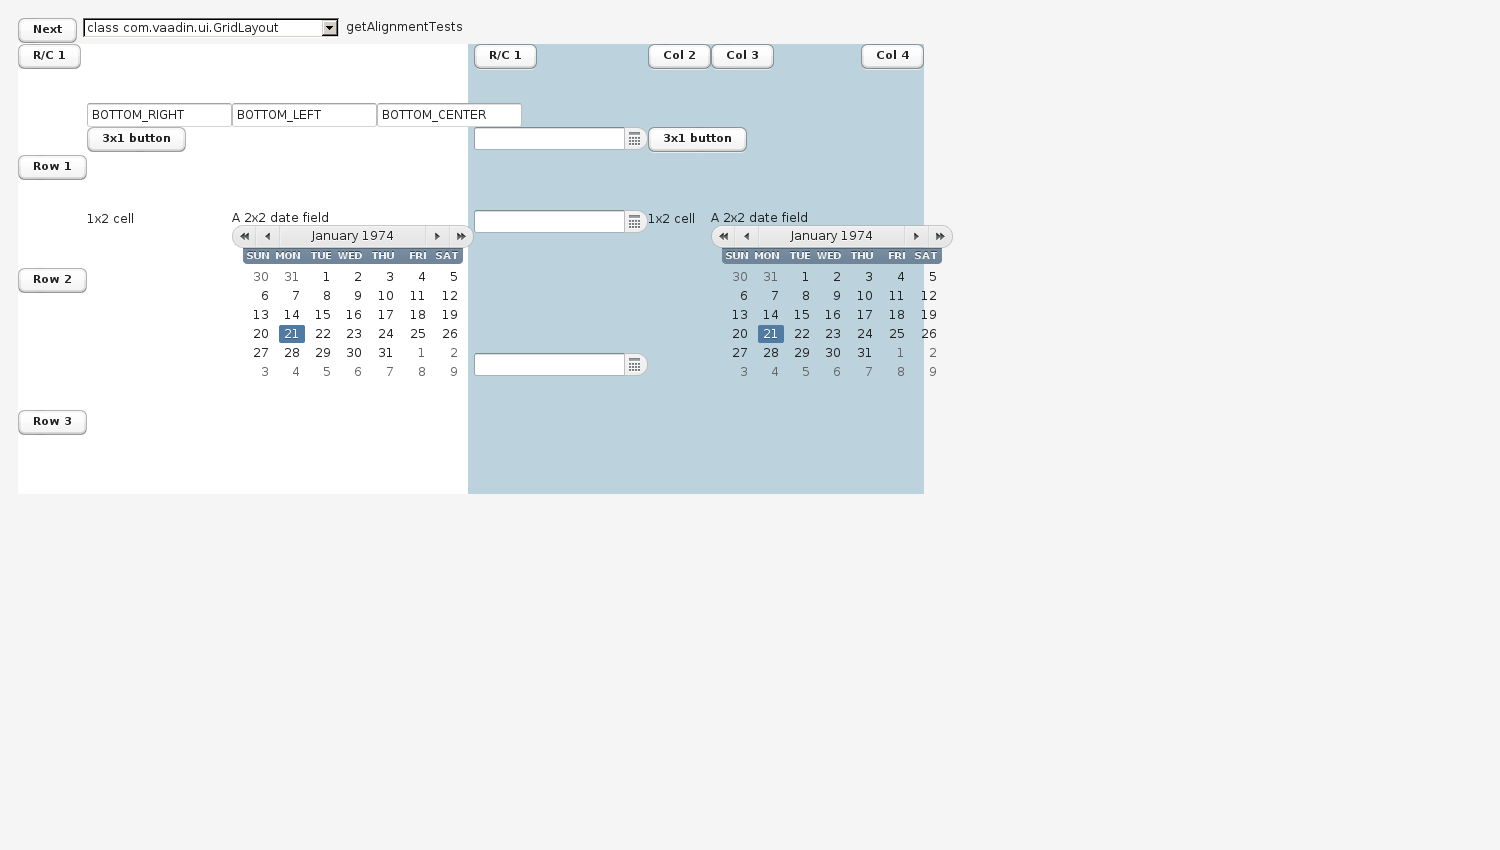 Next class com.vaadin.ui.GridLayout getAlignmentTests
R/C 1 R/C 1 Col 2 Col 3 Col 4
BOTTOM_RIGHT BOTTOM_LEFT BOTTOM_CENTER
3x1 button 3x1 button
Row 1
1x2 cell A 2x2 date field 1x2 cell A 2x2 date field
January 1974 January 1974
SUN MON TUE WED THU FRI SAT SUN MON TUE WED THU FRI SAT
30 31 1 2 3 4 5 30 31 1 2 3 4 5
Row 2
6 7 8 9 10 11 12 6 7 8 9 10 11 12
13 14 15 16 17 18 19 13 14 15 16 17 18 19
20 21 22 23 24 25 26 20 21 22 23 24 25 26
27 28 29 30 31 1 2 27 28 29 30 31 1 2
3 4 5 6 7 8 9 3 4 5 6 7 8 9
Row 3